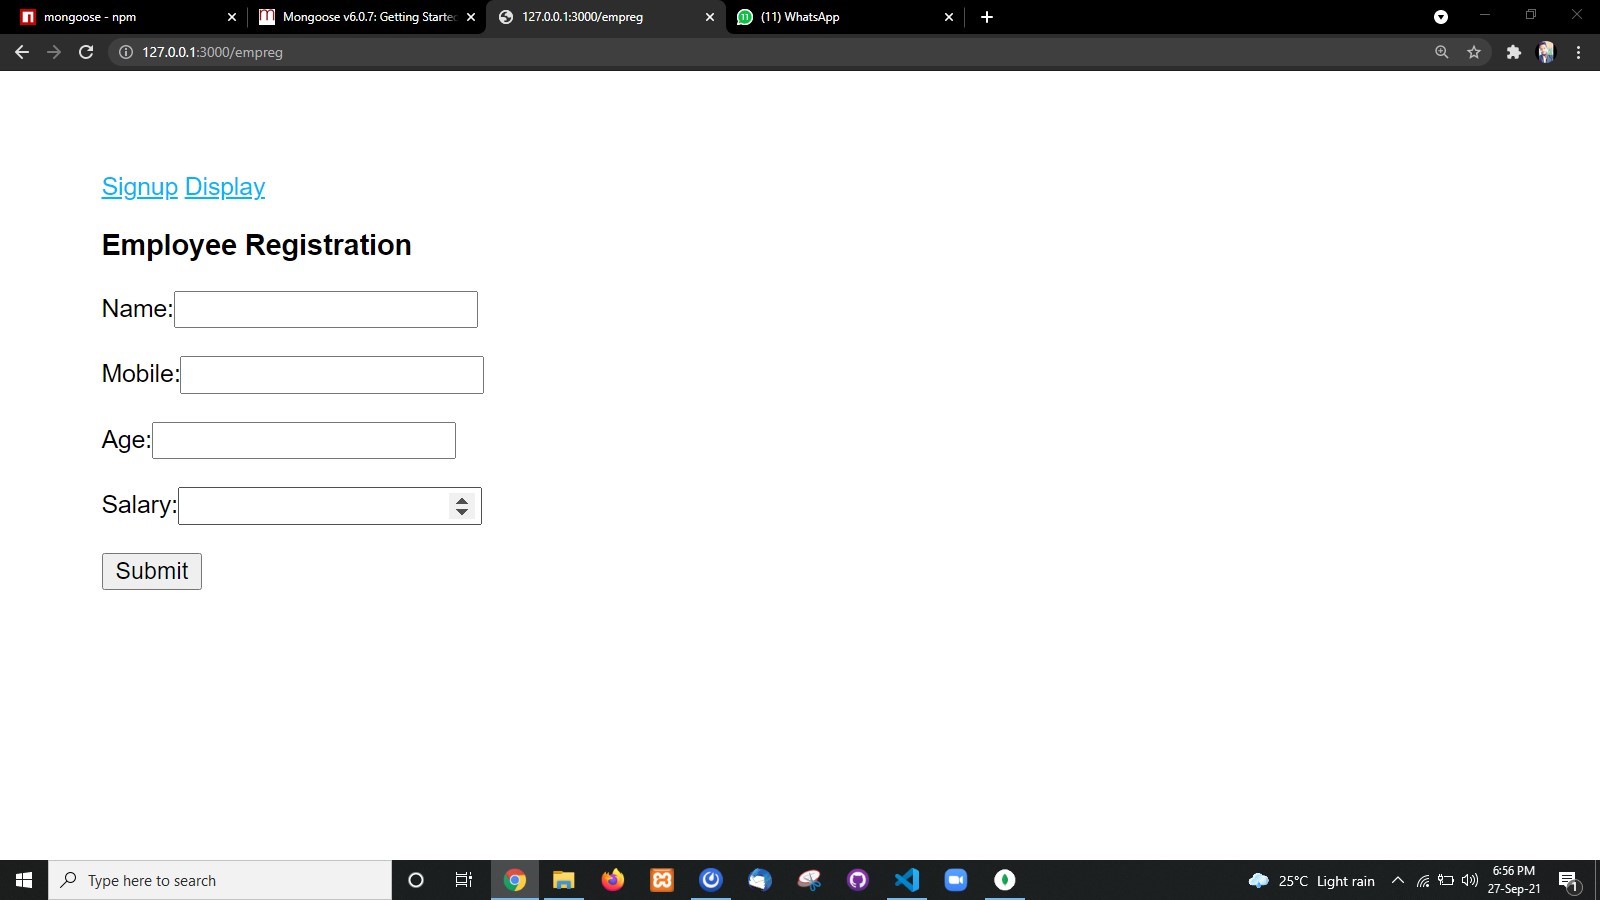 mongoose - npm
Mongoose v6.0.7: Getting Starte
127.0.0.1:3000/empreg
(11) WhatsApp
127.0.0.1:3000/empreg
Signup Display
Employee Registration
Name:
Mobile:
Age:
Salary:
Submit
Type here to search
25°C Light rain
6:56 PM
27-Sep-21
1